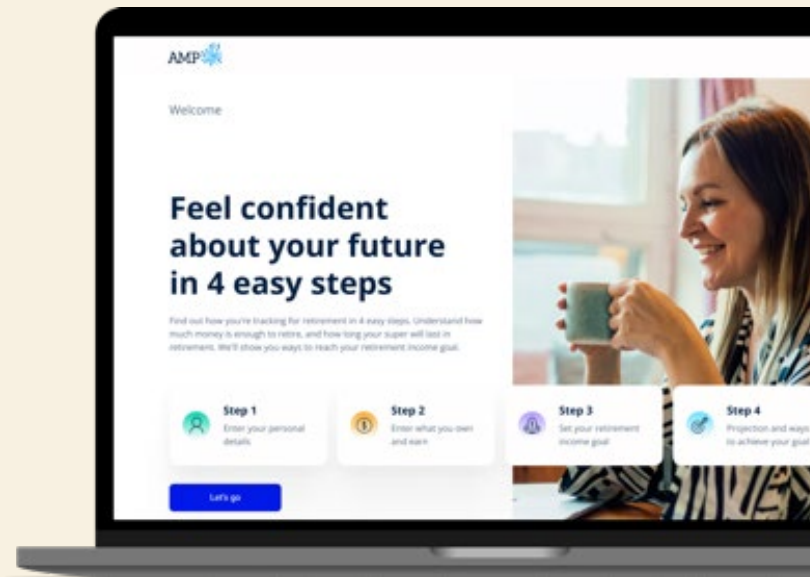 AMP
Welcome
Feel confident
about your future
in 4 easy steps
Find out how you're tracking for retirement in 4 easy steps. Understand how
much money is enough to retire, and how long your super will last in
retirement. We'll show you ways to reach your retirement income goal.
Step 1
Enter your personal
details
Step 2
Enter what you own
and earn
Step 3
Set your retirement
income goal
Step 4
Projection and ways
to achieve your goal
Let's go